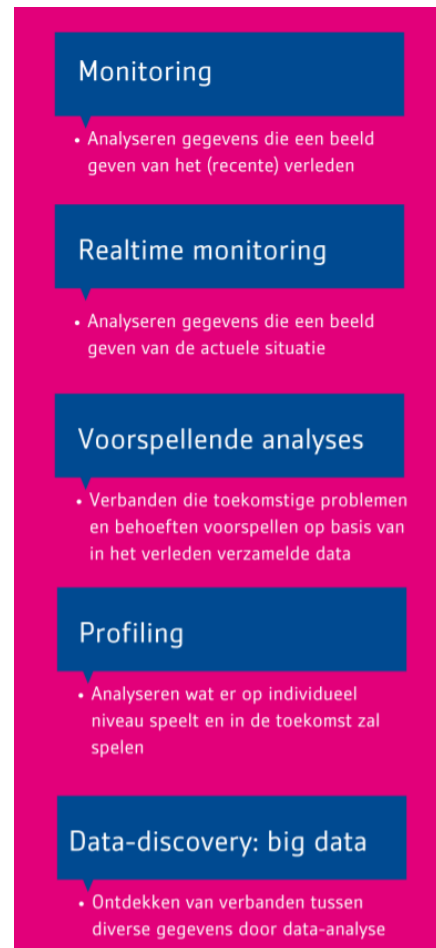 Monitoring
• Analyseren gegevens die een beeld
geven van het (recente) verleden
Realtime monitoring
• Analyseren gegevens die een beeld
geven van de actuele situatie
Voorspellende analyses
• Verbanden die toekomstige problemen
en behoeften voorspellen op basis van
in het verleden verzamelde data
Profiling
• Analyseren wat er op individueel
niveau speelt en in de toekomst zal
spelen
Data-discovery: big data
• Ontdekken van verbanden tussen
diverse gegevens door data-analyse